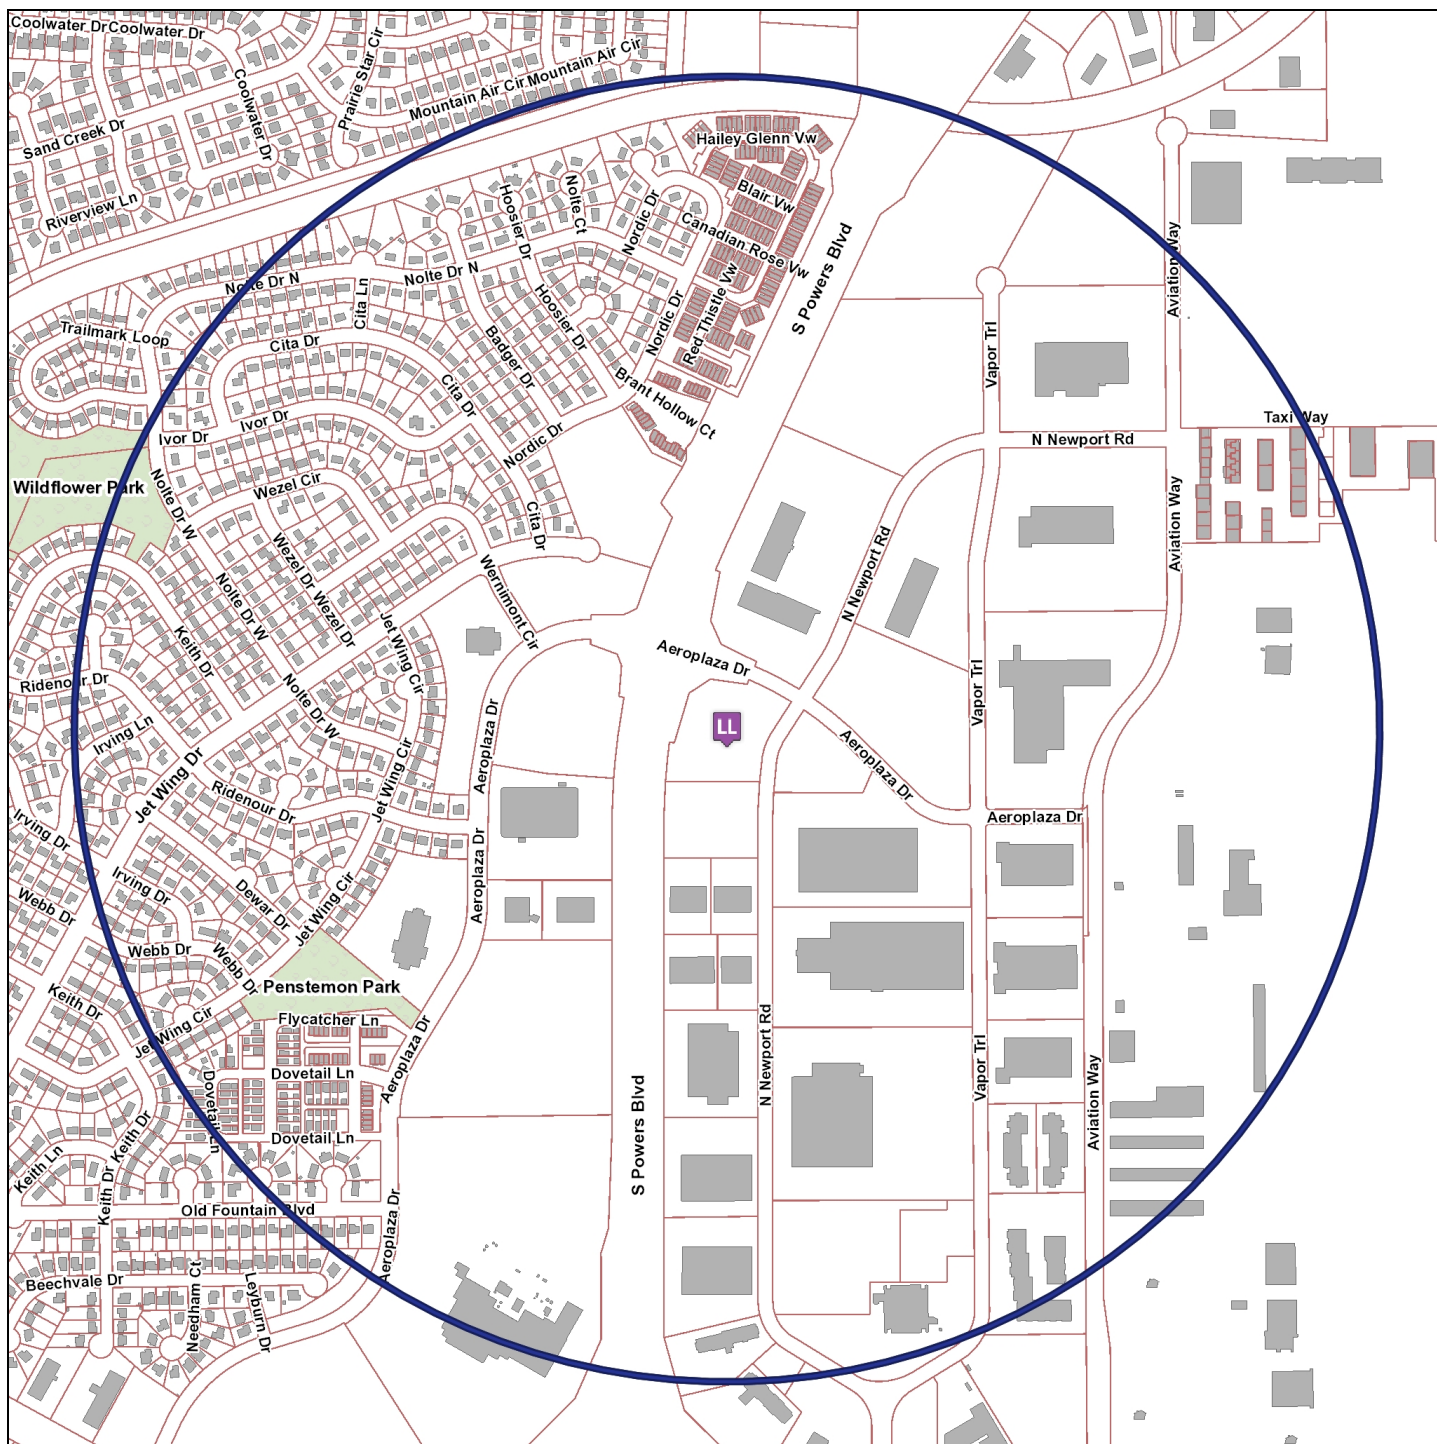 Coolwater Dr
Coolwater Dr
Mountain Air Cir
Mountain Air Cir
Prairie Star Cir
Coolwater Dr
Sand Creek Dr
Riverview Ln
Hailey Glenn Vw
Blair Vw
Canadian Rose Vw
Red Thistle Vw
Nolte Ct
Hoosier Dr
Nordic Dr
S Powers Blvd
Aviation Way
Nolte Dr N
Nolte Dr N
Cita Ln
Hoosier Dr
Nordic Dr
Vapor Trl
Trailmark Loop
Cita Dr
Badger Dr
Cita Dr
Brant Hollow Ct
Taxi Way
Ivor Dr
Ivor Dr
Nordic Dr
N Newport Rd
Wildflower Park
Wezel Cir
Nolte Dr W
Cita Dr
Aviation Way
Wezel Dr
Wezel Dr
Wernimont Cir
N Newport Rd
Nolte Dr W
Jet Wing Cir
Keith Dr
Aeroplaza Dr
Vapor Trl
Ridenour Dr
Nolte Dr W
LL
Irving Ln
Aeroplaza Dr
Aeroplaza Dr
Jet Wing Dr
Jet Wing Cir
Ridenour Dr
Irving Dr
Aeroplaza Dr
Aeroplaza Dr
Irving Dr
Dewar Dr
Jet Wing Cir
Webb Dr
Webb Dr
Webb Dr
Penstemon Park
Keith Dr
Flycatcher Ln
Jet Wing Cir
Aeroplaza Dr
N Newport Rd
Vapor Trl
Dovetail Ln
Dovetail Ln
Aviation Way
S Powers Blvd
Keith Dr
Dovetail Ln
Keith Ln
Keith Dr
Old Fountain Blvd
Aeroplaza Dr
Beechvale Dr
Needham Ct
Leyburn Dr